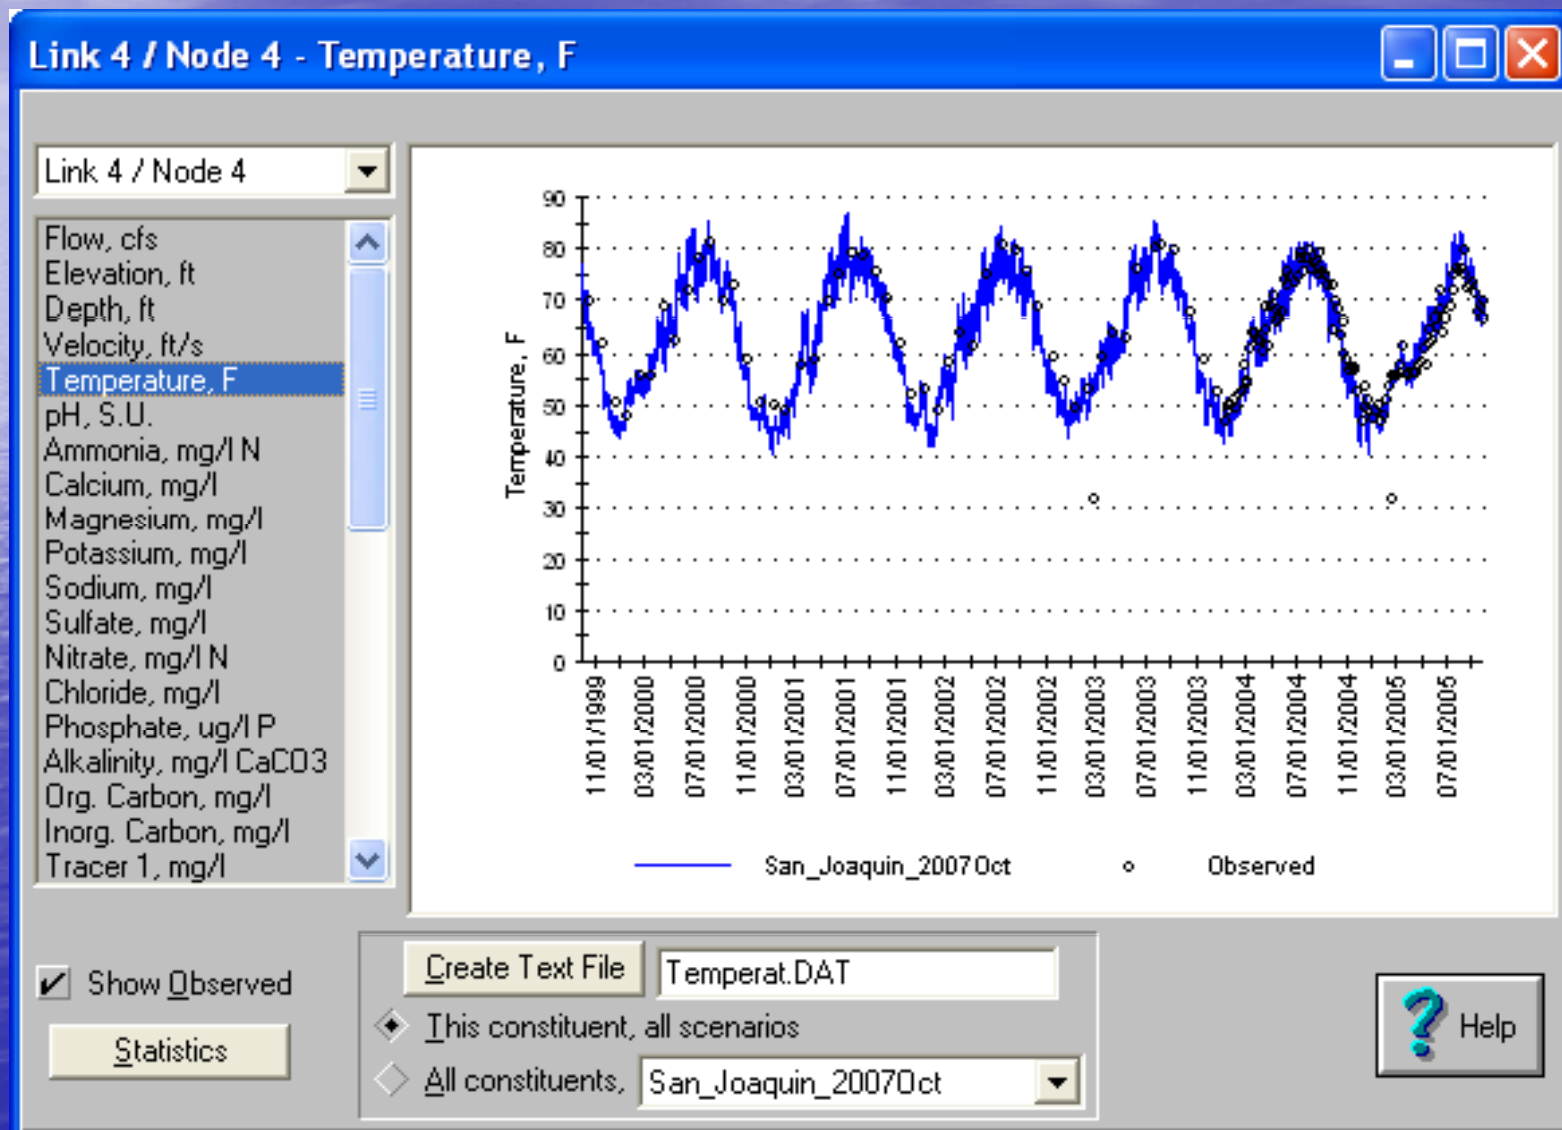 Link 4 / Node 4 - Temperature, F
Link 4 / Node 4
Flow, cfs
Elevation, ft
Depth, ft
Velocity, ft/s
Temperature, F
pH, S.U.
Ammonia, mg/l N
Calcium, mg/l
Magnesium, mg/l
Potassium, mg/l
Sodium, mg/l
Sulfate, mg/l
Nitrate, mg/l N
Chloride, mg/l
Phosphate, ug/l P
Alkalinity, mg/l CaCO3
Org. Carbon, mg/l
Inorg. Carbon, mg/l
Tracer 1, mg/l
Temperature, F
90
80
70
60
50
40
30
20
10
0
11/01/1999
03/01/2000
07/01/2000
11/01/2000
03/01/2001
07/01/2001
11/01/2001
03/01/2002
07/01/2002
11/01/2002
03/01/2003
07/01/2003
11/01/2003
03/01/2004
07/01/2004
11/01/2004
03/01/2005
07/01/2005
San_Joaquin_2007Oct
Observed
Show Observed
Statistics
Create Text File
Temperat.DAT
This constituent, all scenarios
All constituents,
San_Joaquin_2007Oct
Help